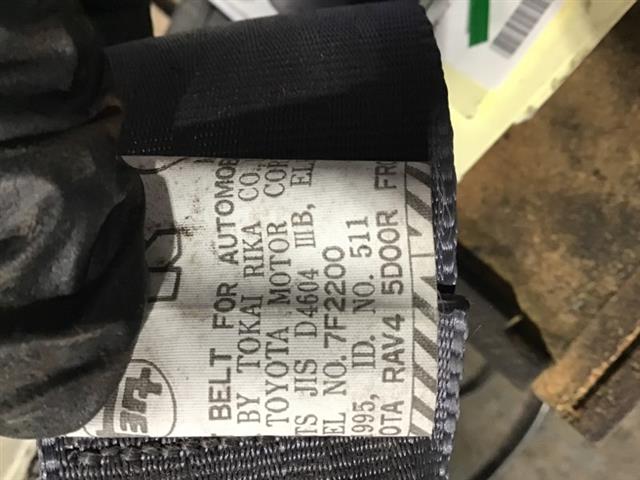 BELT FOR AUTOMOB
BY TOKAI RIKA CO.,
TOYOTA MOTOR COR
TS JIS D4604 ⅢB, EL
EL NO. 7F2200
995, ID. NO. 511
OTA RAV4 5DOOR FRO